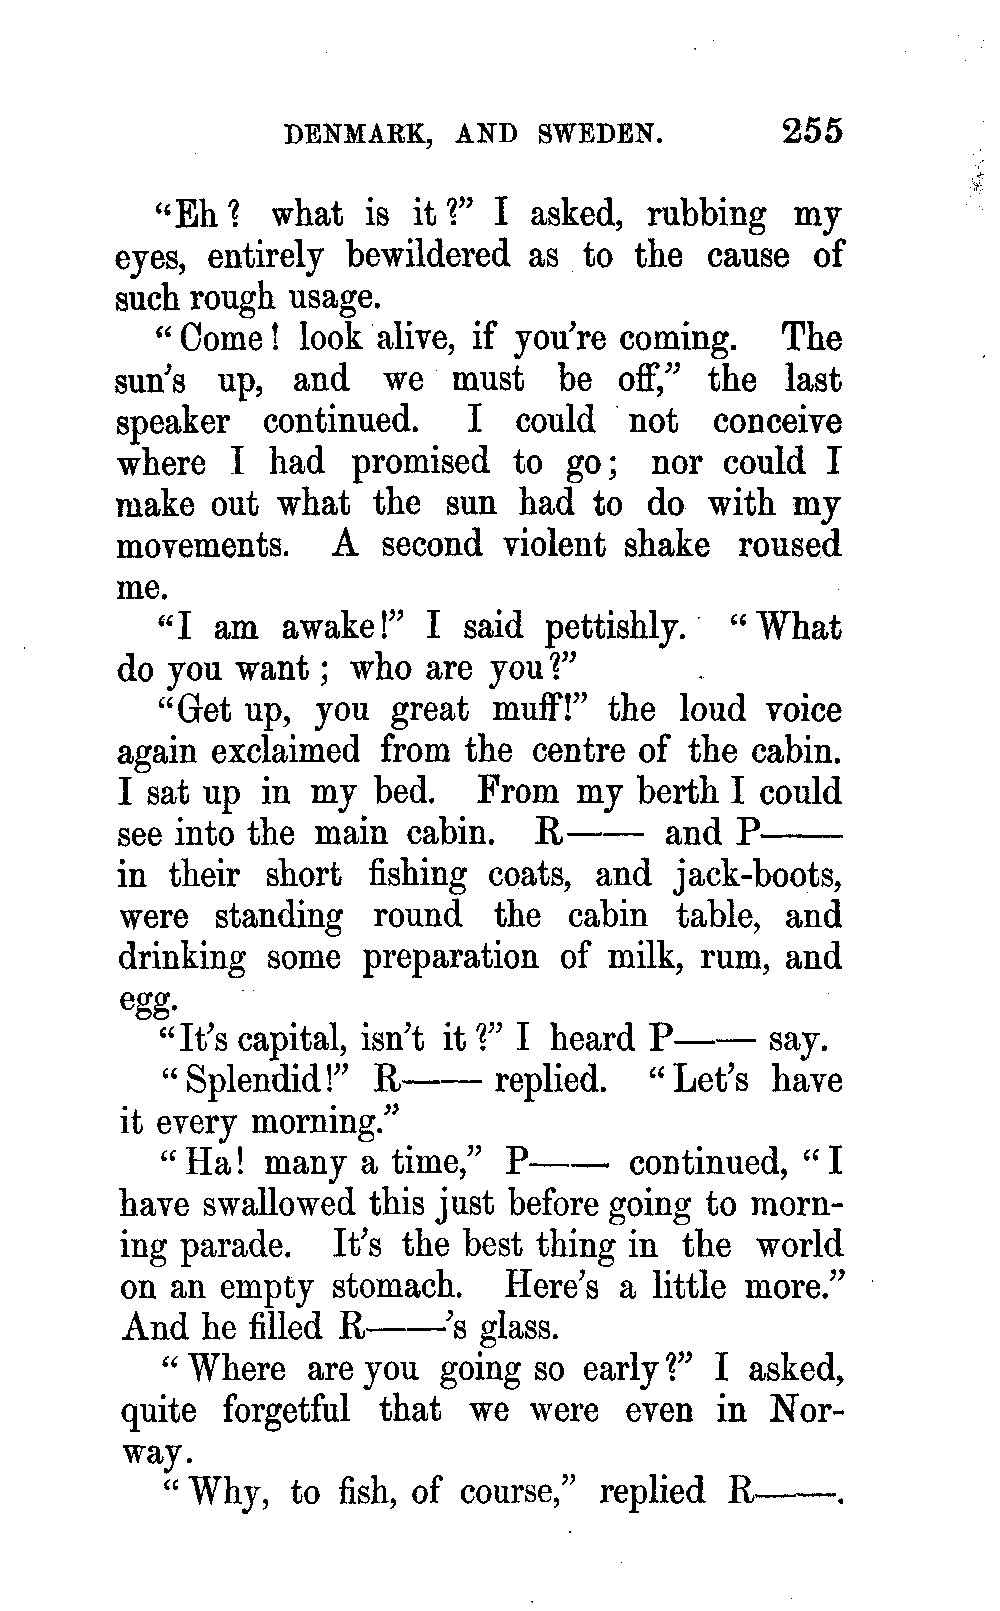 DENMARK, AND SWEDEN. 255
"Eh? what is it?" I asked, rubbing my
eyes, entirely bewildered as to the cause of
such rough usage.
"Come! look alive, if you're coming. The
sun's up, and we must be off," the last
speaker continued. I could not conceive
where I had promised to go; nor could I
make out what the sun had to do with my
movements. A second violent shake roused
me.
"I am awake!" I said pettishly. "What
do you want; who are you?"
"Get up, you great muff!" the loud voice
again exclaimed from the centre of the cabin.
I sat up in my bed. From my berth I could
see into the main cabin. R—— and P——
in their short fishing coats, and jack-boots,
were standing round the cabin table, and
drinking some preparation of milk, rum, and
egg.
"It's capital, isn't it?" I heard P—— say.
"Splendid!" R—— replied. "Let's have
it every morning."
"Ha! many a time," P—— continued, "I
have swallowed this just before going to morn-
ing parade. It's the best thing in the world
on an empty stomach. Here's a little more."
And he filled R——'s glass.
"Where are you going so early?" I asked,
quite forgetful that we were even in Nor-
way.
"Why, to fish, of course," replied R——.